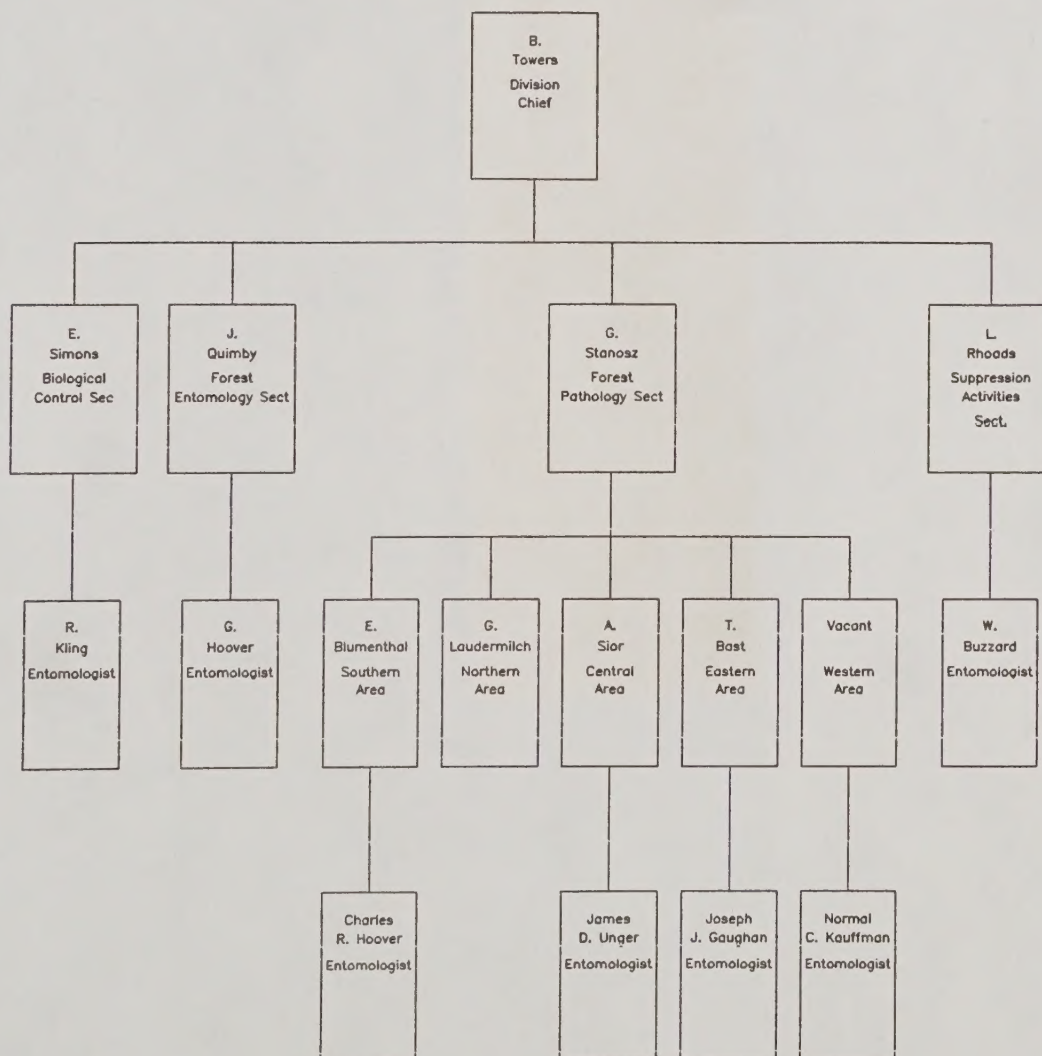 B.
Towers
Division
Chief
E.
Simons
Biological
Control Sec
J.
Quimby
Forest
Entomology Sect
G.
Stanosz
Forest
Pathology Sect
L.
Rhoads
Suppression
Activities
Sect.
R.
Kling
Entomologist
G.
Hoover
Entomologist
E.
Blumenthal
Southern
Area
G.
Laudermilch
Northern
Area
A.
Sior
Central
Area
T.
Bast
Eastern
Area
Vacant
Western
Area
W.
Buzzard
Entomologist
Charles
R. Hoover
Entomologist
James
D. Unger
Entomologist
Joseph
J. Gaughan
Entomologist
Normal
C. Kauffman
Entomologist